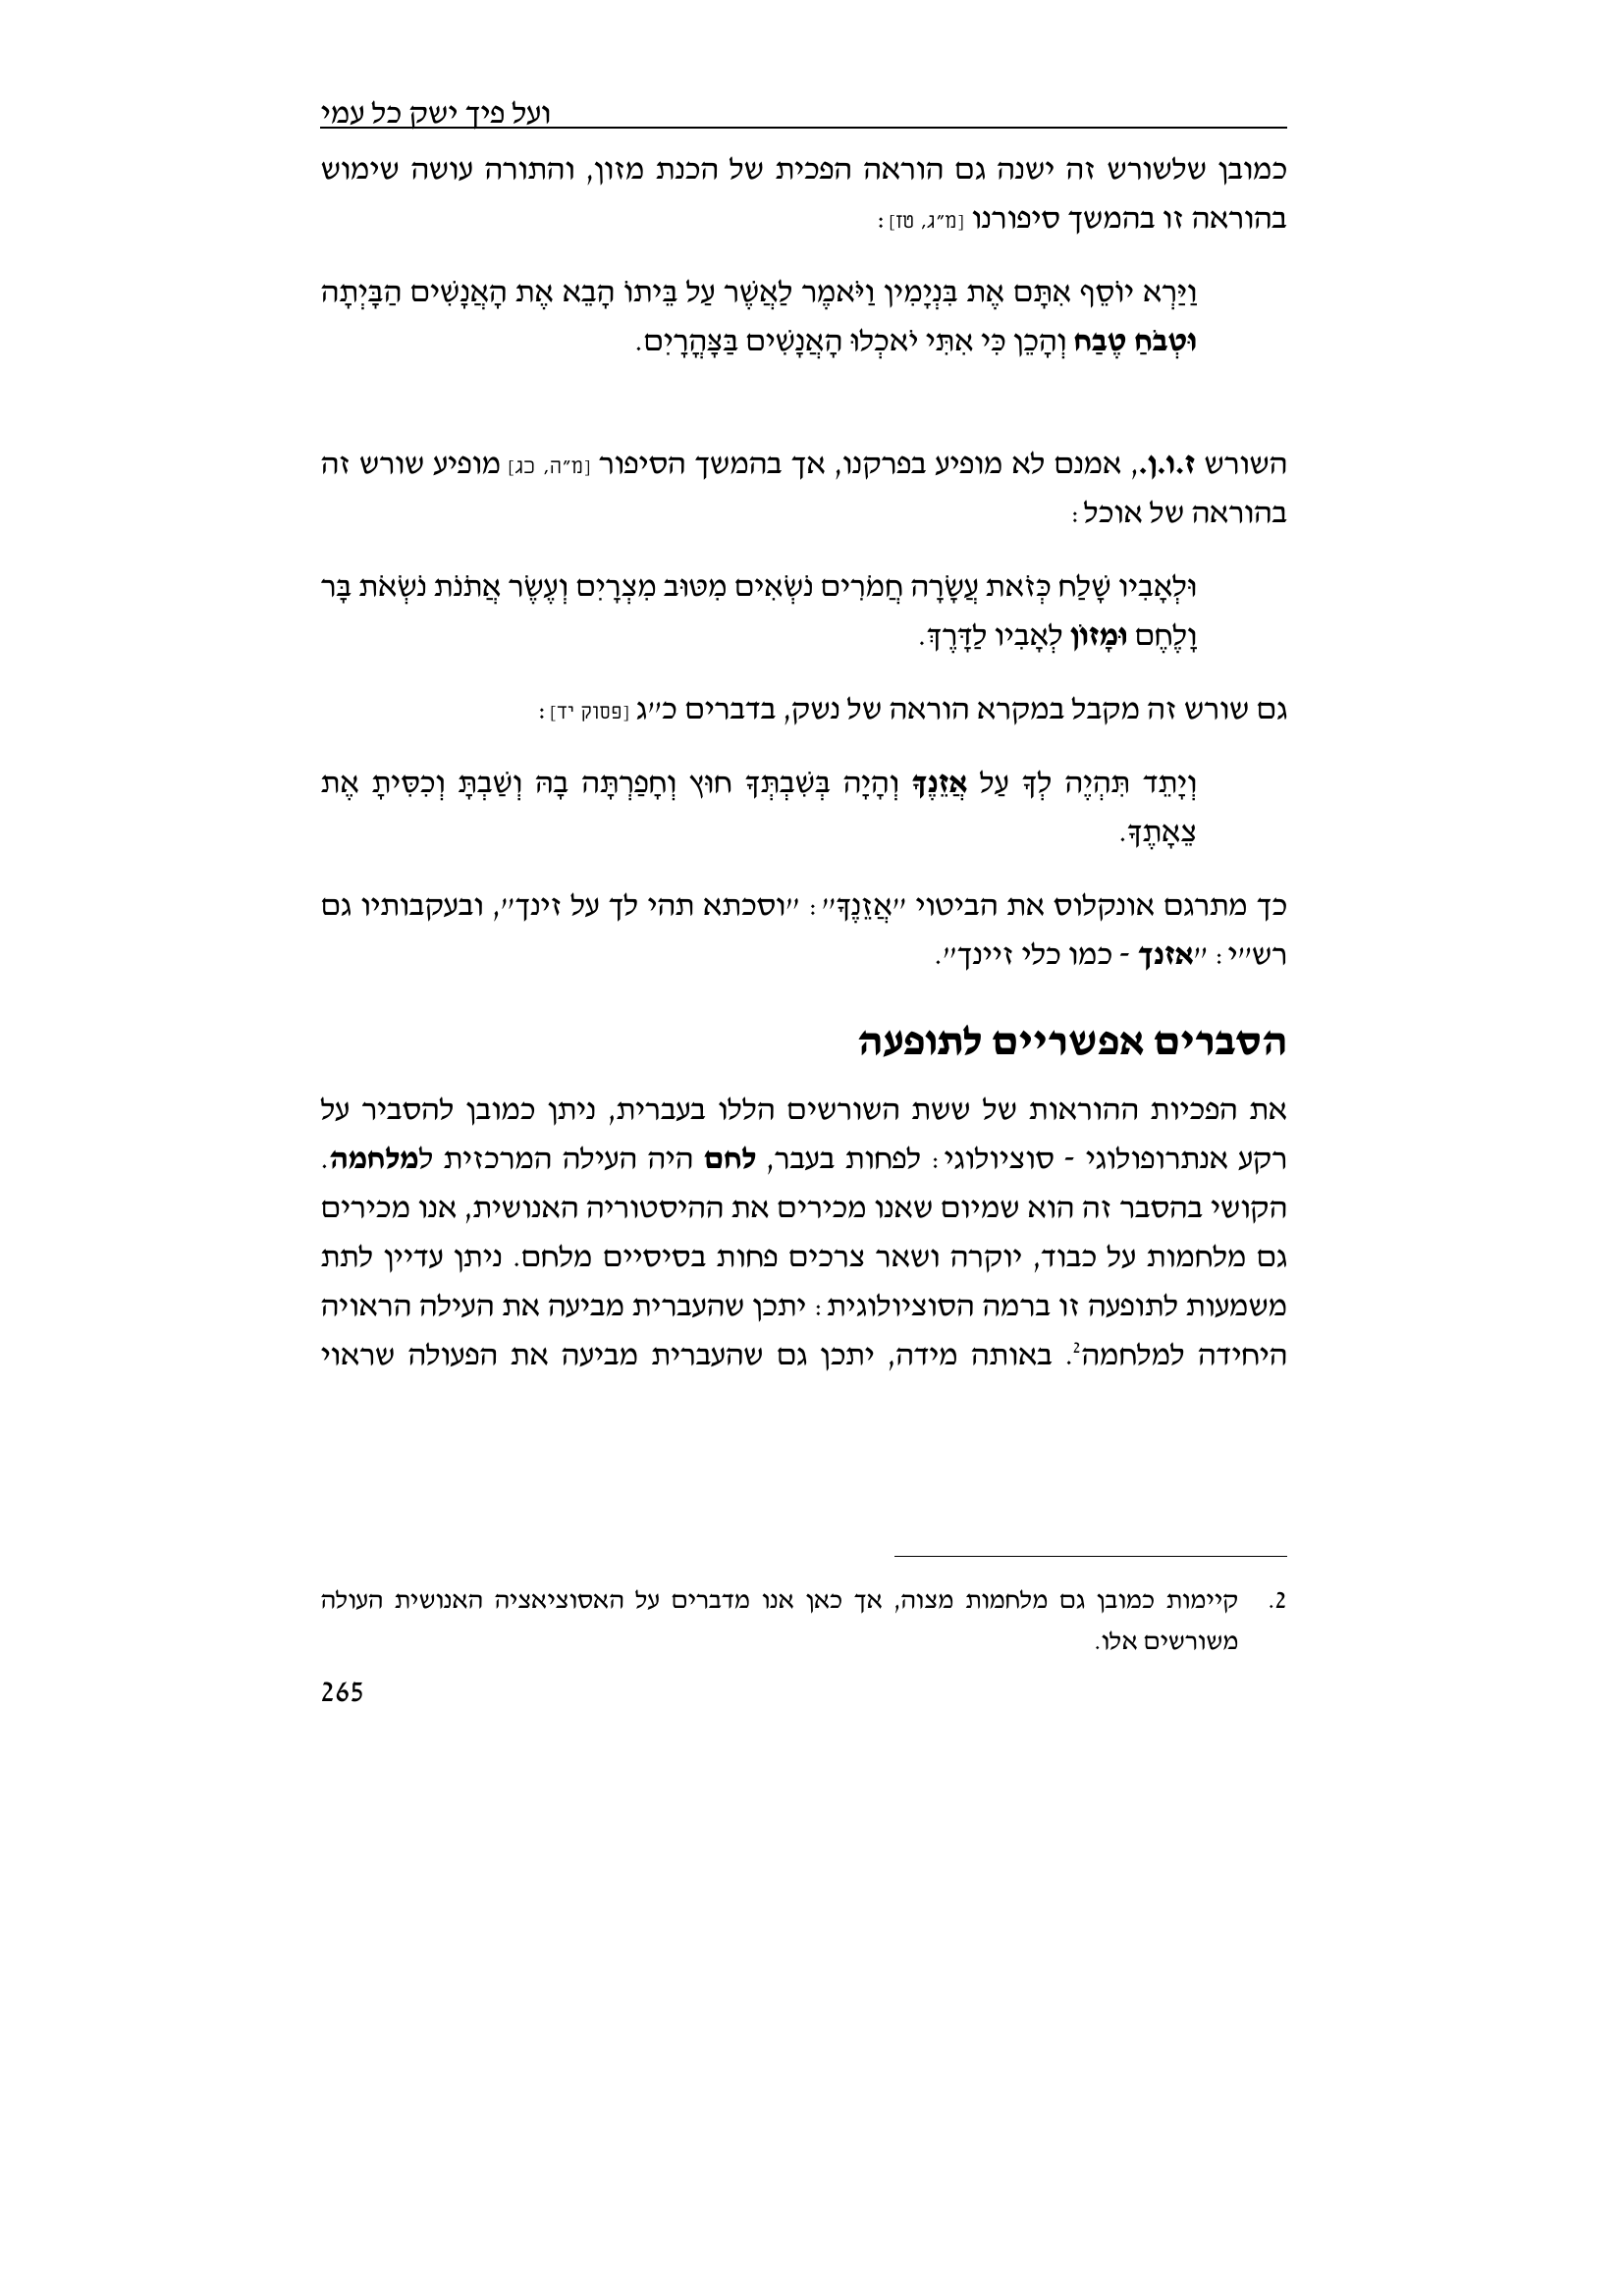 ועל פיך ישק כל עמי
כמובן שלשורש זה ישנה גם הוראה הפכית של הכנת מזון, והתורה עושה שימוש
בהוראה זו בהמשך סיפורנו [מ"ג, טז]:
וַיַּרְא יוֹסֵף אִתָּם אֶת בִּנְיָמִין וַיֹּאמֶר לַאֲשֶׁר עַל בֵּיתוֹ הָבֵא אֶת הָאֲנָשִׁים הַבָּיְתָה
וּטְבֹחַ טֶבַח וְהָכֵן כִּי אִתִּי יֹאכְלוּ הָאֲנָשִׁים בַּצָּהֳרָיִם.
השורש ז.ו.ן., אמנם לא מופיע בפרקנו, אך בהמשך הסיפור [מ"ה, כג] מופיע שורש זה
בהוראה של אוכל:
וּלְאָבִיו שָׁלַח כְּזֹאת עֲשָׂרָה חֲמֹרִים נֹשְׂאִים מִטּוּב מִצְרָיִם וְעֶשֶׂר אֲתֹנֹת נֹשְׂאֹת בָּר
וָלֶחֶם וּמָזוֹן לְאָבִיו לַדָּרֶךְ.
גם שורש זה מקבל במקרא הוראה של נשק, בדברים כ"ג [פסוק יד]:
וְיָתֵד תִּהְיֶה לְךָ עַל אֲזֵנֶךָ וְהָיָה בְּשִׁבְתְּךָ חוּץ וְחָפַרְתָּה בָהּ וְשַׁבְתָּ וְכִסִּיתָ אֶת
צֵאָתֶךָ.
כך מתרגם אונקלוס את הביטוי "אֲזֵנֶךָ": "וסכתא תהי לך על זינך", ובעקבותיו גם
רש"י: "אזנך - כמו כלי זיינך".
הסברים אפשריים לתופעה
את הפכיות ההוראות של ששת השורשים הללו בעברית, ניתן כמובן להסביר על
רקע אנתרופולוגי - סוציולוגי: לפחות בעבר, לחם היה העילה המרכזית למלחמה.
הקושי בהסבר זה הוא שמיום שאנו מכירים את ההיסטוריה האנושית, אנו מכירים
גם מלחמות על כבוד, יוקרה ושאר צרכים פחות בסיסיים מלחם. ניתן עדיין לתת
משמעות לתופעה זו ברמה הסוציולוגית: יתכן שהעברית מביעה את העילה הראויה
היחידה למלחמה2. באותה מידה, יתכן גם שהעברית מביעה את הפעולה שראוי
2. קיימות כמובן גם מלחמות מצוה, אך כאן אנו מדברים על האסוציאציה האנושית העולה
משורשים אלו.
265